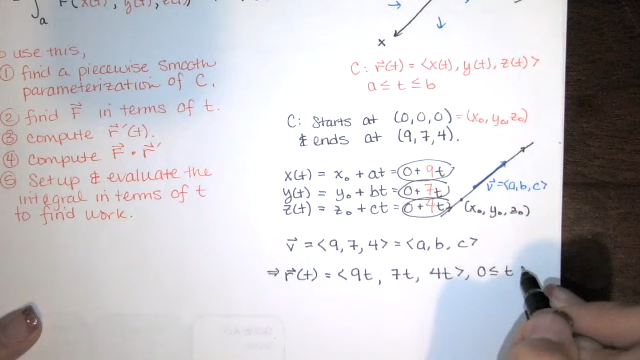 ∫ₐ F(x(t), y(t), z(t)
o use this,
① find a piecewise smooth
parameterization of C,
② find F⃗ in terms of t.
③ compute r⃗'(t).
④ compute F⃗ • r⃗'
⑤ Set up & evaluate the
integral in terms of t
to find work.
x
C: r⃗(t) = <x(t), y(t), z(t)>
a ≤ t ≤ b
C: Starts at (0,0,0) = (x₀, y₀, z₀)
& ends at (9,7,4).
x(t) = x₀ + at = 0 + 9t
y(t) = y₀ + bt = 0 + 7t
z(t) = z₀ + ct = 0 + 4t
v⃗ = <a, b, c>
(x₀, y₀, z₀)
v⃗ = <9, 7, 4> = <a, b, c>
⇒ r⃗(t) = <9t, 7t, 4t>, 0 ≤ t